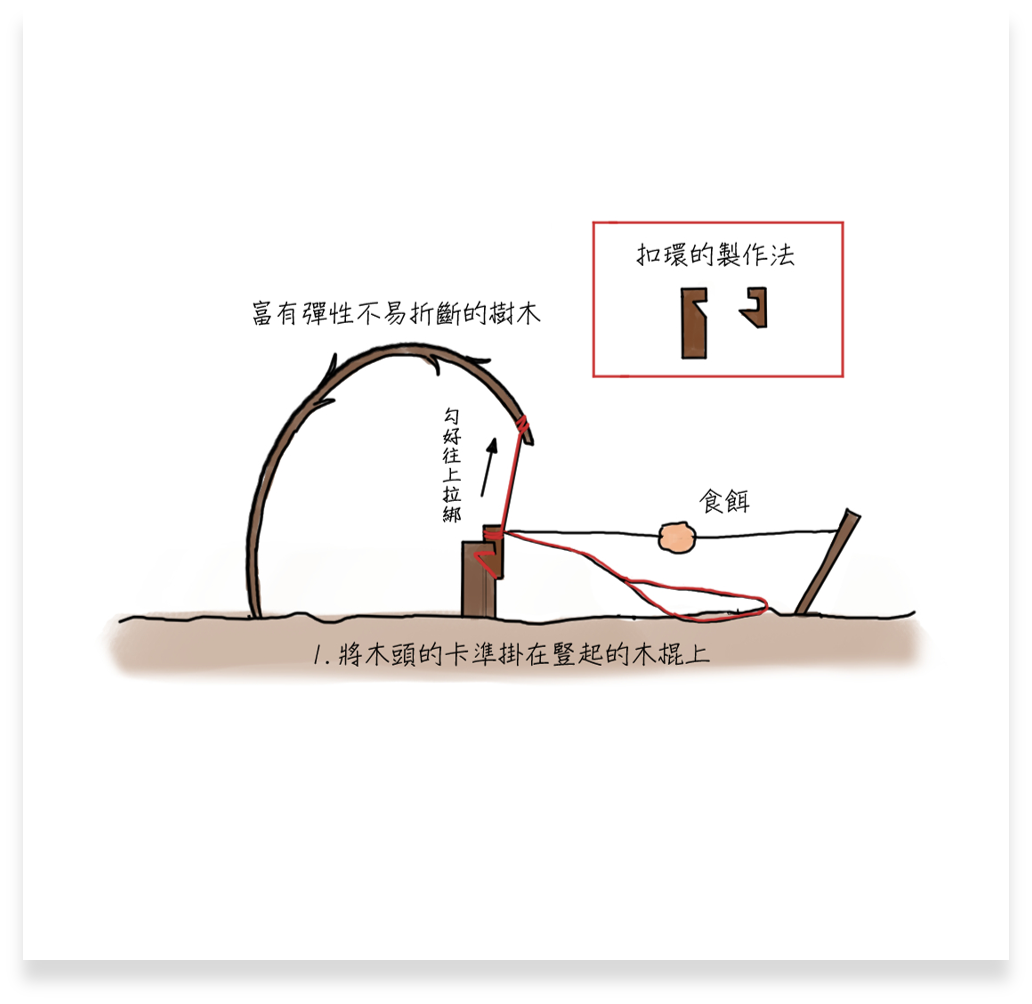 扣環的製作法
富有彈性不易折斷的樹木
勾好往上拉綁
食餌
1. 將木頭的卡準掛在豎起的木棍上